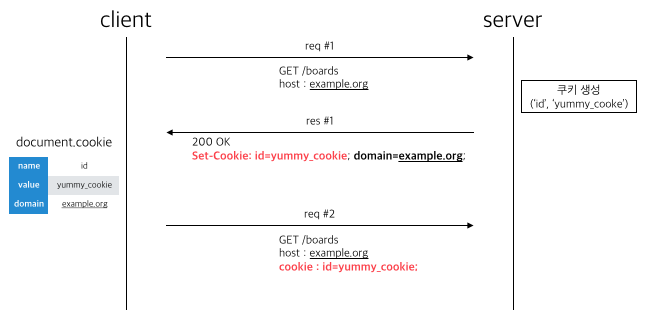 client
server
req #1
GET /boards
host : example.org
쿠키 생성
('id', 'yummy_cooke')
res #1
200 OK
Set-Cookie: id=yummy_cookie; domain=example.org;
document.cookie
name id
value yummy_cookie
domain example.org
req #2
GET /boards
host : example.org
cookie : id=yummy_cookie;